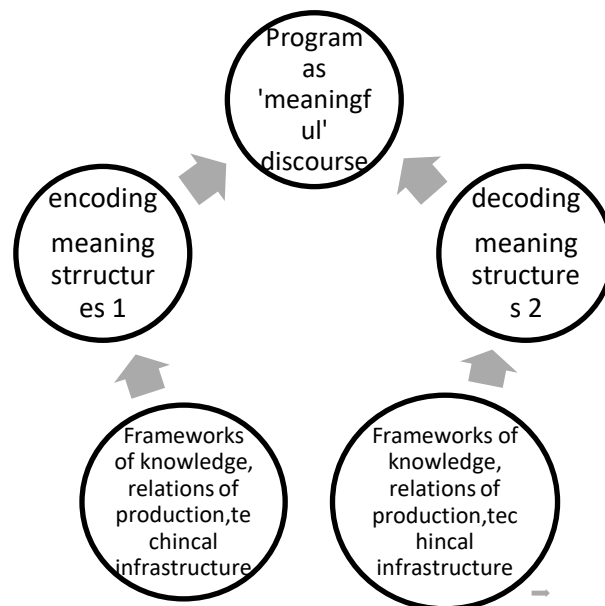 Program
as
'meaningf
ul'
discourse
encoding
meaning
strructur
es 1
decoding
meaning
structure
s 2
Frameworks
of knowledge,
relations of
production,te
chincal
infrastructure
Frameworks of
knowledge,
relations of
production,tec
hincal
infrastructure